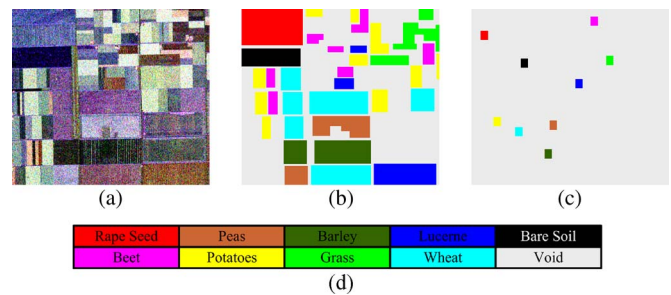 (a) (b) (c)
Rape Seed Peas Barley Lucerne Bare Soil
Beet Potatoes Grass Wheat Void
(d)